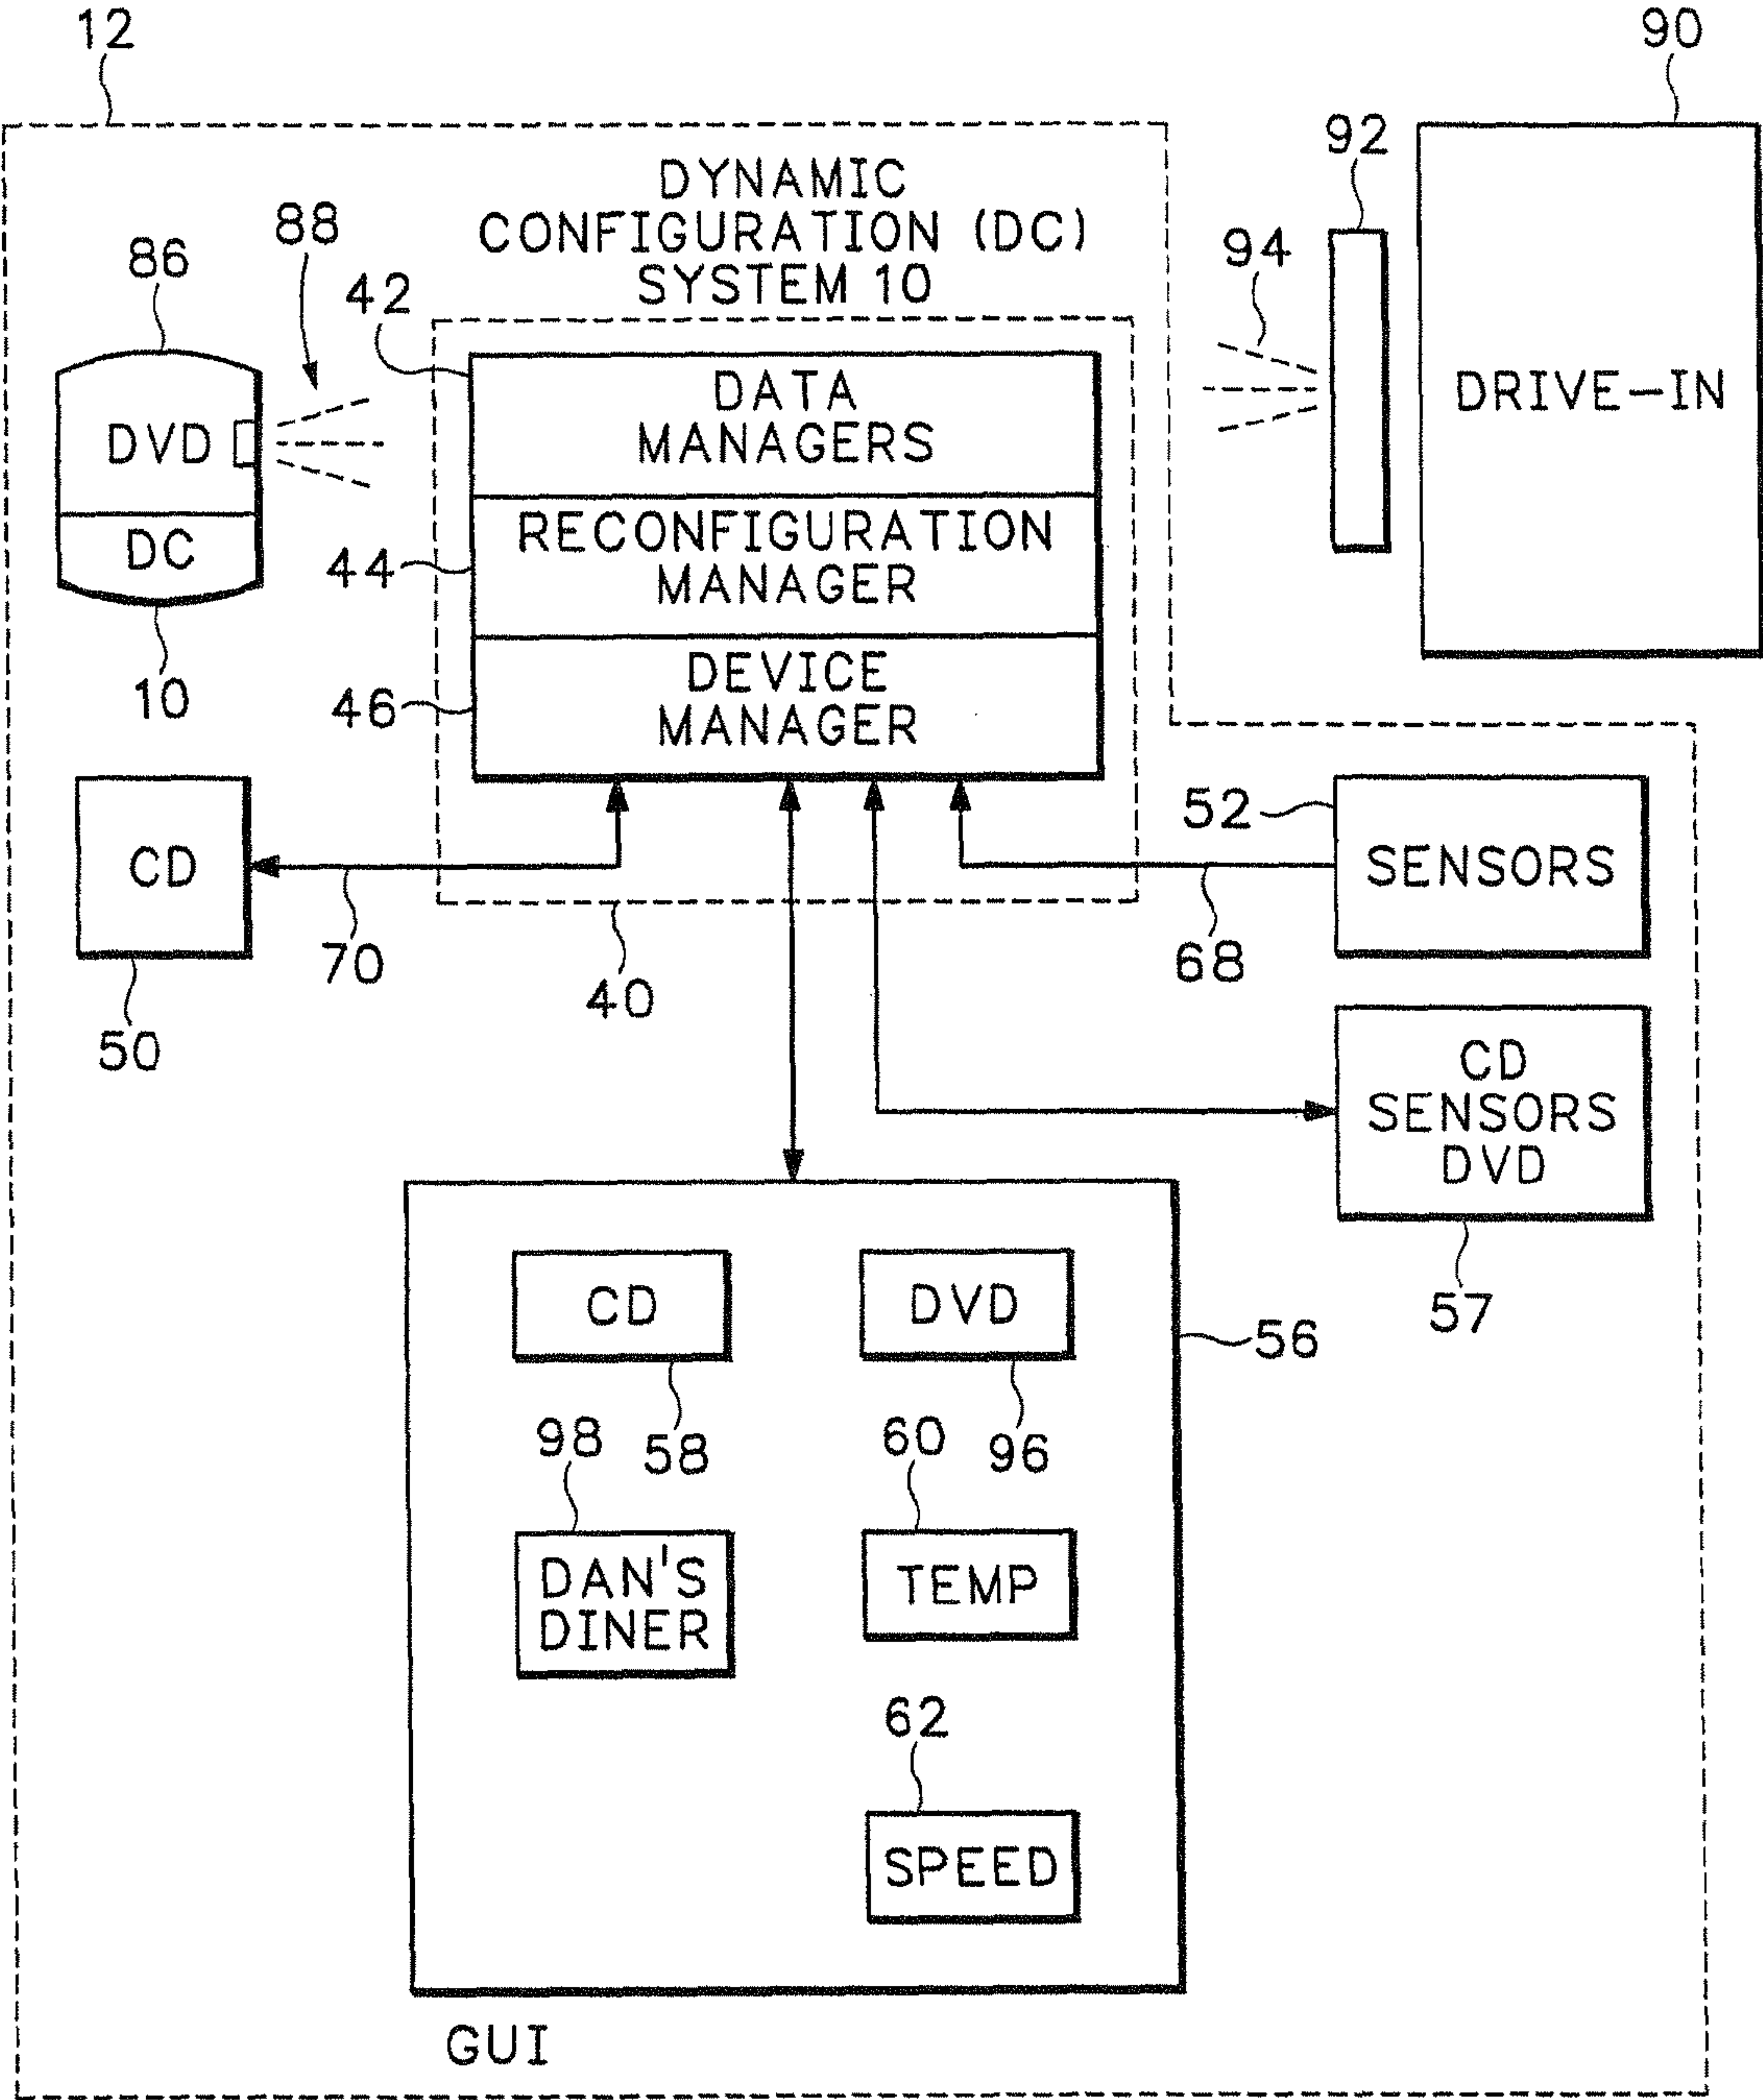 12
90
92
DYNAMIC
CONFIGURATION (DC)
SYSTEM 10
88
94
86
42
DATA
MANAGERS
DRIVE-IN
DVD
RECONFIGURATION
MANAGER
DC
44
10
DEVICE
MANAGER
46
52
CD
SENSORS
70
68
40
50
CD
SENSORS
DVD
57
CD
DVD
56
98
58
60
96
DAN'S
DINER
TEMP
62
SPEED
GUI